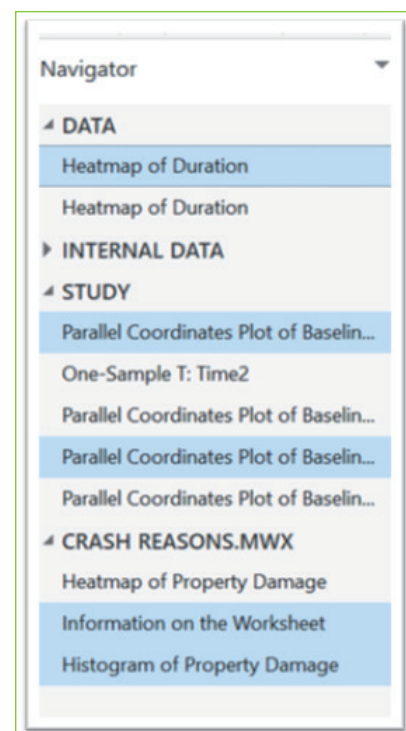 Navigator
DATA
Heatmap of Duration
Heatmap of Duration
INTERNAL DATA
STUDY
Parallel Coordinates Plot of Baselin...
One-Sample T: Time2
Parallel Coordinates Plot of Baselin...
Parallel Coordinates Plot of Baselin...
Parallel Coordinates Plot of Baselin...
CRASH REASONS.MWX
Heatmap of Property Damage
Information on the Worksheet
Histogram of Property Damage